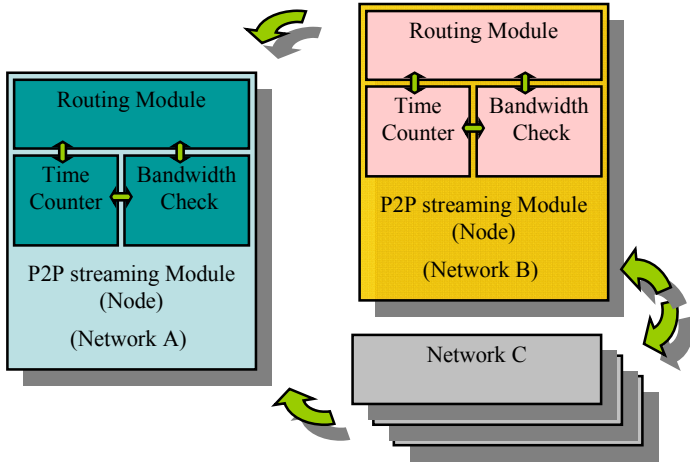 Routing Module
Time
Counter
Bandwidth
Check
P2P streaming Module
(Node)
(Network A)
Routing Module
Time
Counter
Bandwidth
Check
P2P streaming Module
(Node)
(Network B)
Network C